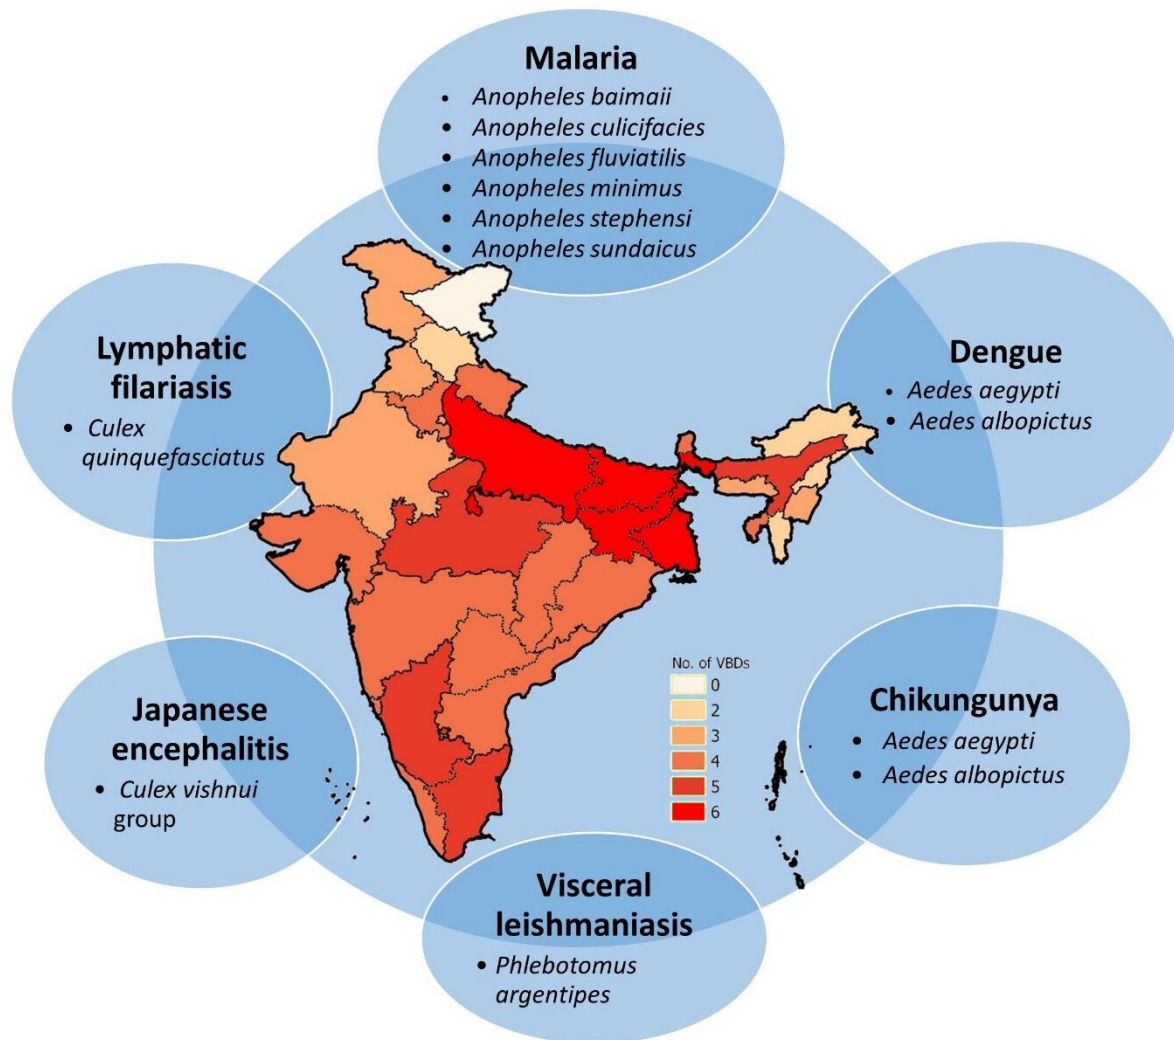 Malaria
• Anopheles baimaii
• Anopheles culicifacies
• Anopheles fluviatilis
• Anopheles minimus
• Anopheles stephensi
• Anopheles sundaicus
Lymphatic
filariasis
• Culex
quinquefasciatus
Dengue
• Aedes aegypti
• Aedes albopictus
Japanese
encephalitis
• Culex vishnui
group
No. of VBDs
0
2
3
4
5
6
Chikungunya
• Aedes aegypti
• Aedes albopictus
Visceral
leishmaniasis
• Phlebotomus
argentipes